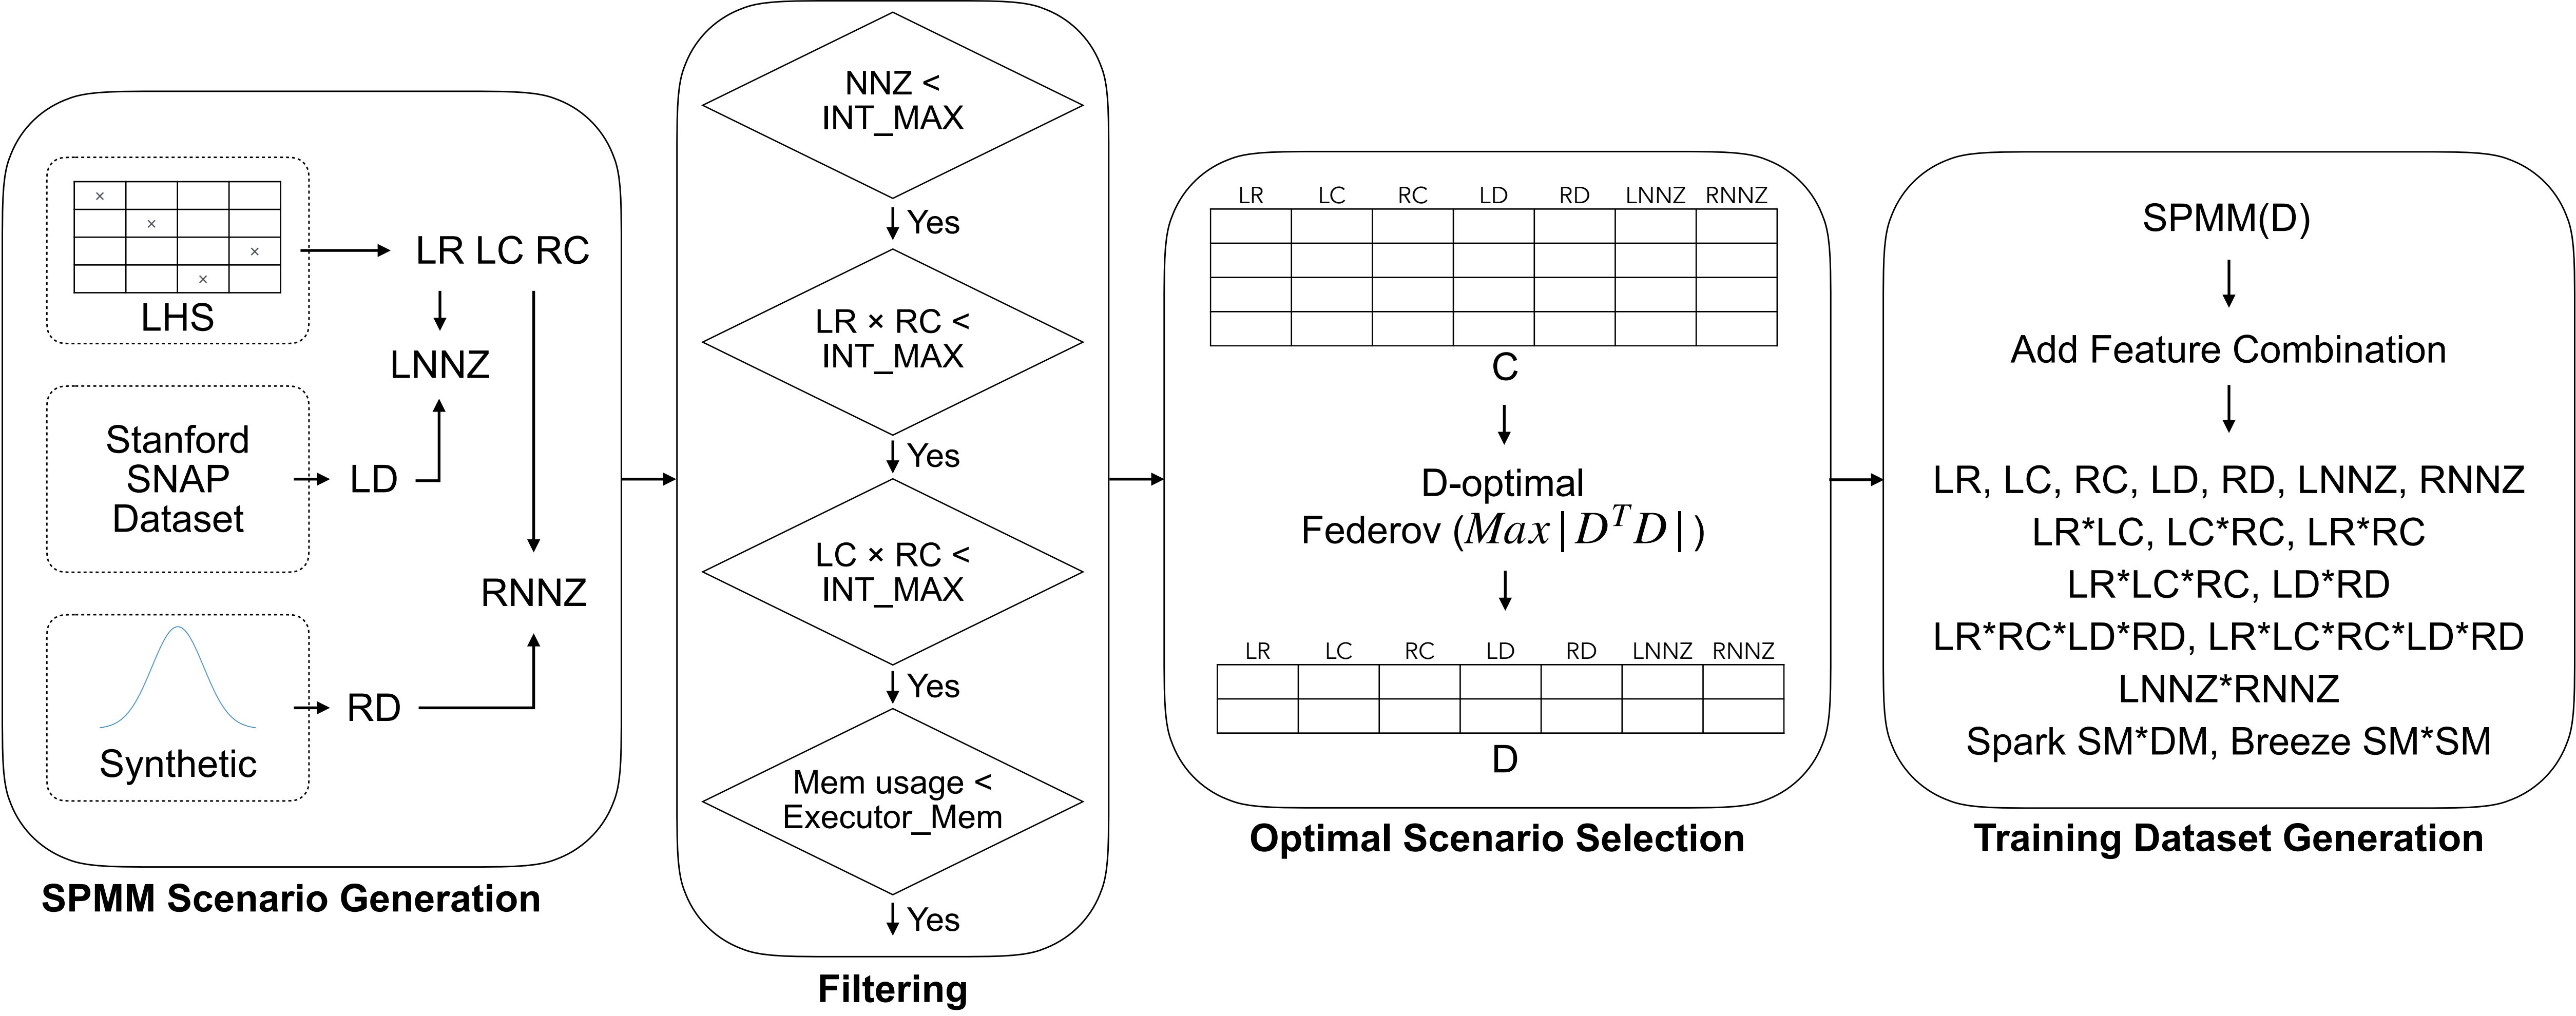 LHS
LR LC RC
LNNZ
Stanford
SNAP
Dataset
LD
RNNZ
RD
Synthetic
SPMM Scenario Generation
NNZ <
INT_MAX
Yes
LR × RC <
INT_MAX
Yes
LC × RC <
INT_MAX
Yes
Mem usage <
Executor_Mem
Yes
Filtering
LR LC RC LD RD LNNZ RNNZ
C
D-optimal
Federov (Max|D^T D|)
LR LC RC LD RD LNNZ RNNZ
D
Optimal Scenario Selection
SPMM(D)
Add Feature Combination
LR, LC, RC, LD, RD, LNNZ, RNNZ
LR*LC, LC*RC, LR*RC
LR*LC*RC, LD*RD
LR*RC*LD*RD, LR*LC*RC*LD*RD
LNNZ*RNNZ
Spark SM*DM, Breeze SM*SM
Training Dataset Generation